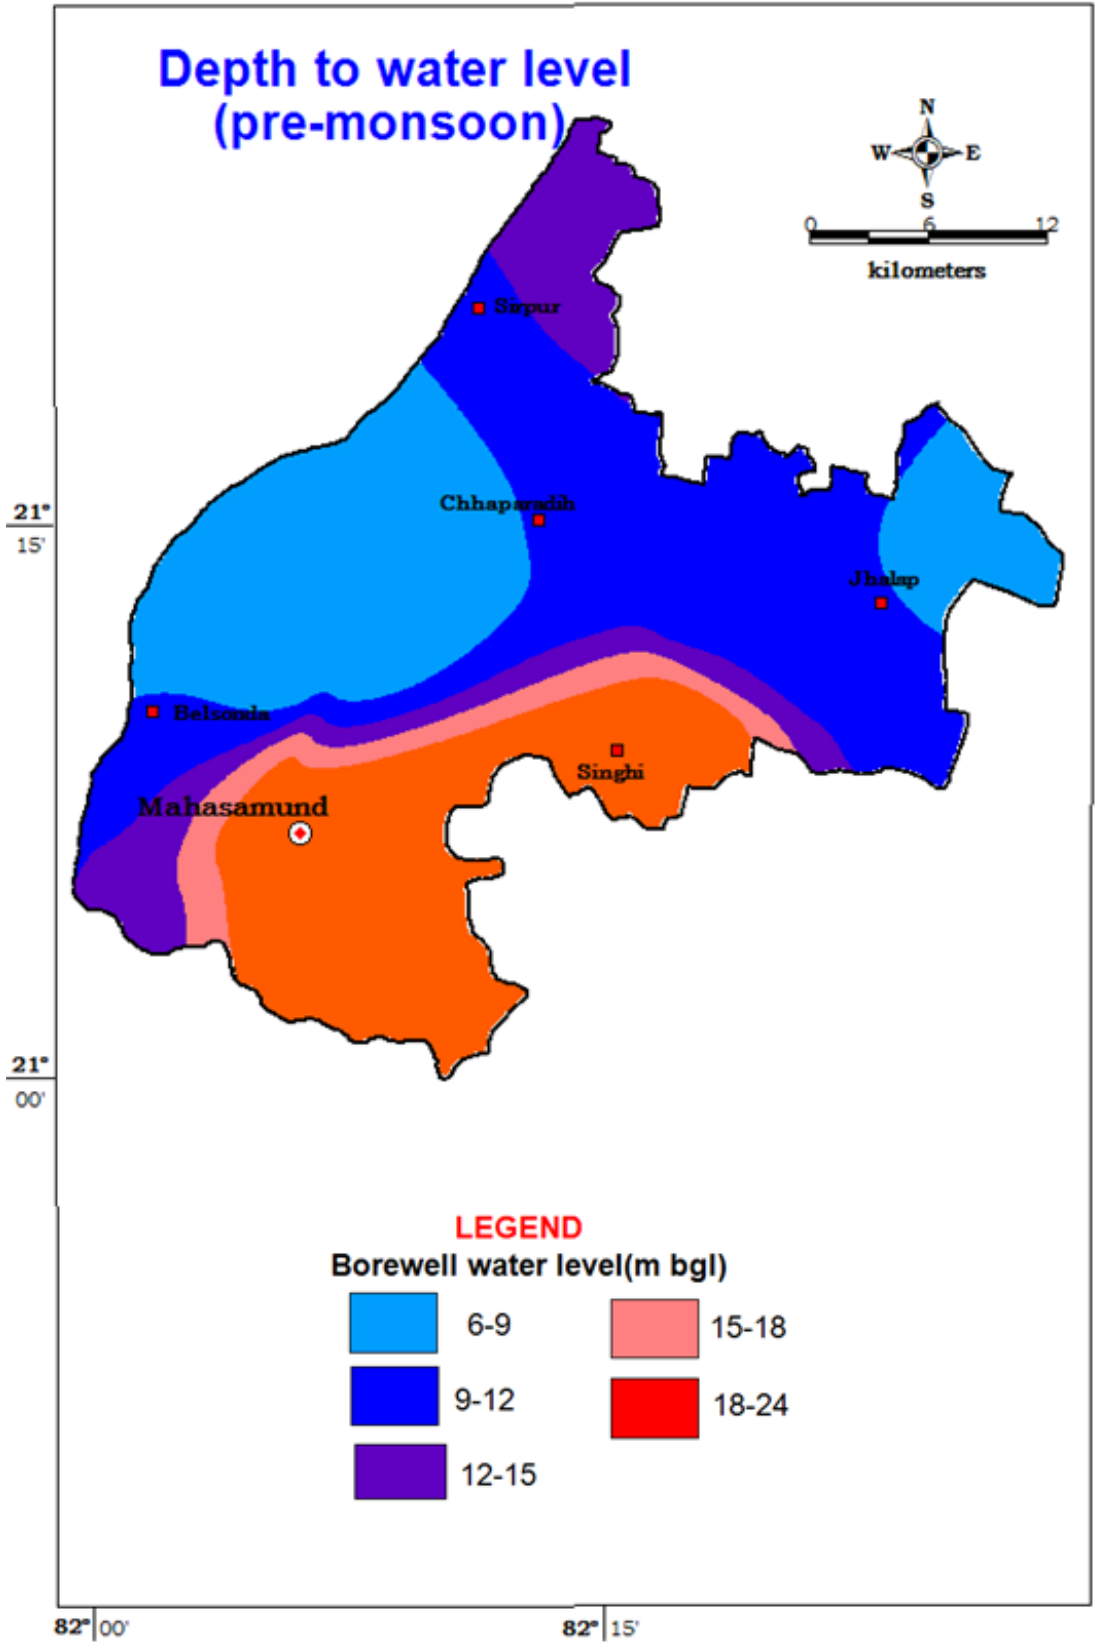 Depth to water level
(pre-monsoon)
N
W E
S
0 6 12
kilometers
Sirpur
Chhaparadih
21°
15'
Jhalap
Belsonda
Singhi
Mahasamund
21°
00'
LEGEND
Borewell water level(m bgl)
6-9 15-18
9-12 18-24
12-15
82° 00' 82° 15'